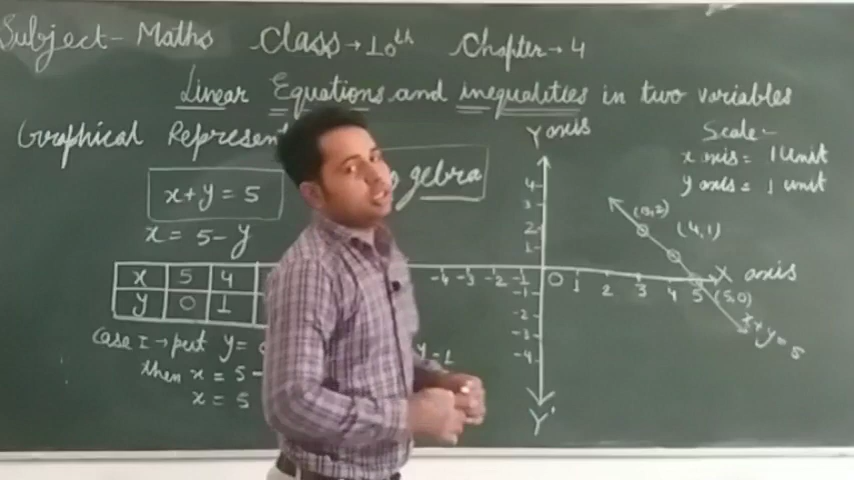 Subject- Maths Class→10th Chapter→4
Linear Equations and inequalities in two variables
Graphical Represent
gebra
x+y=5
x= 5-y
x 5 4
y 0 1
Case I→put y=
then x = 5-
x = 5
Y axis
4
3
2
1
-4 -3 -2 -1 0 1 2 3 4 5
-1
-2
-3
-4
Y'
Scale:-
x axis = 1 Unit
y axis = 1 unit
(4,1)
X axis
(5,0)
x+y=5